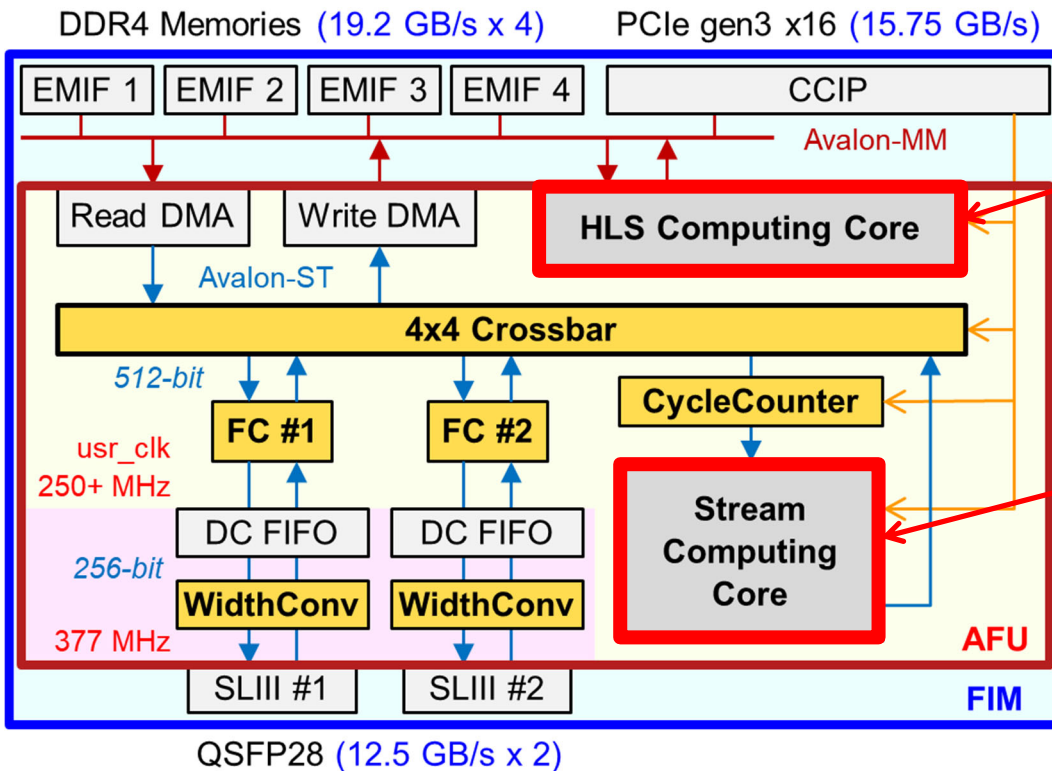 DDR4 Memories (19.2 GB/s x 4)
PCIe gen3 x16 (15.75 GB/s)
EMIF 1
EMIF 2
EMIF 3
EMIF 4
CCIP
Avalon-MM
Read DMA
Write DMA
HLS Computing Core
Avalon-ST
4x4 Crossbar
512-bit
FC #1
FC #2
CycleCounter
usr_clk
250+ MHz
DC FIFO
DC FIFO
Stream
Computing
Core
256-bit
WidthConv
WidthConv
377 MHz
AFU
SLIII #1
SLIII #2
FIM
QSFP28 (12.5 GB/s x 2)